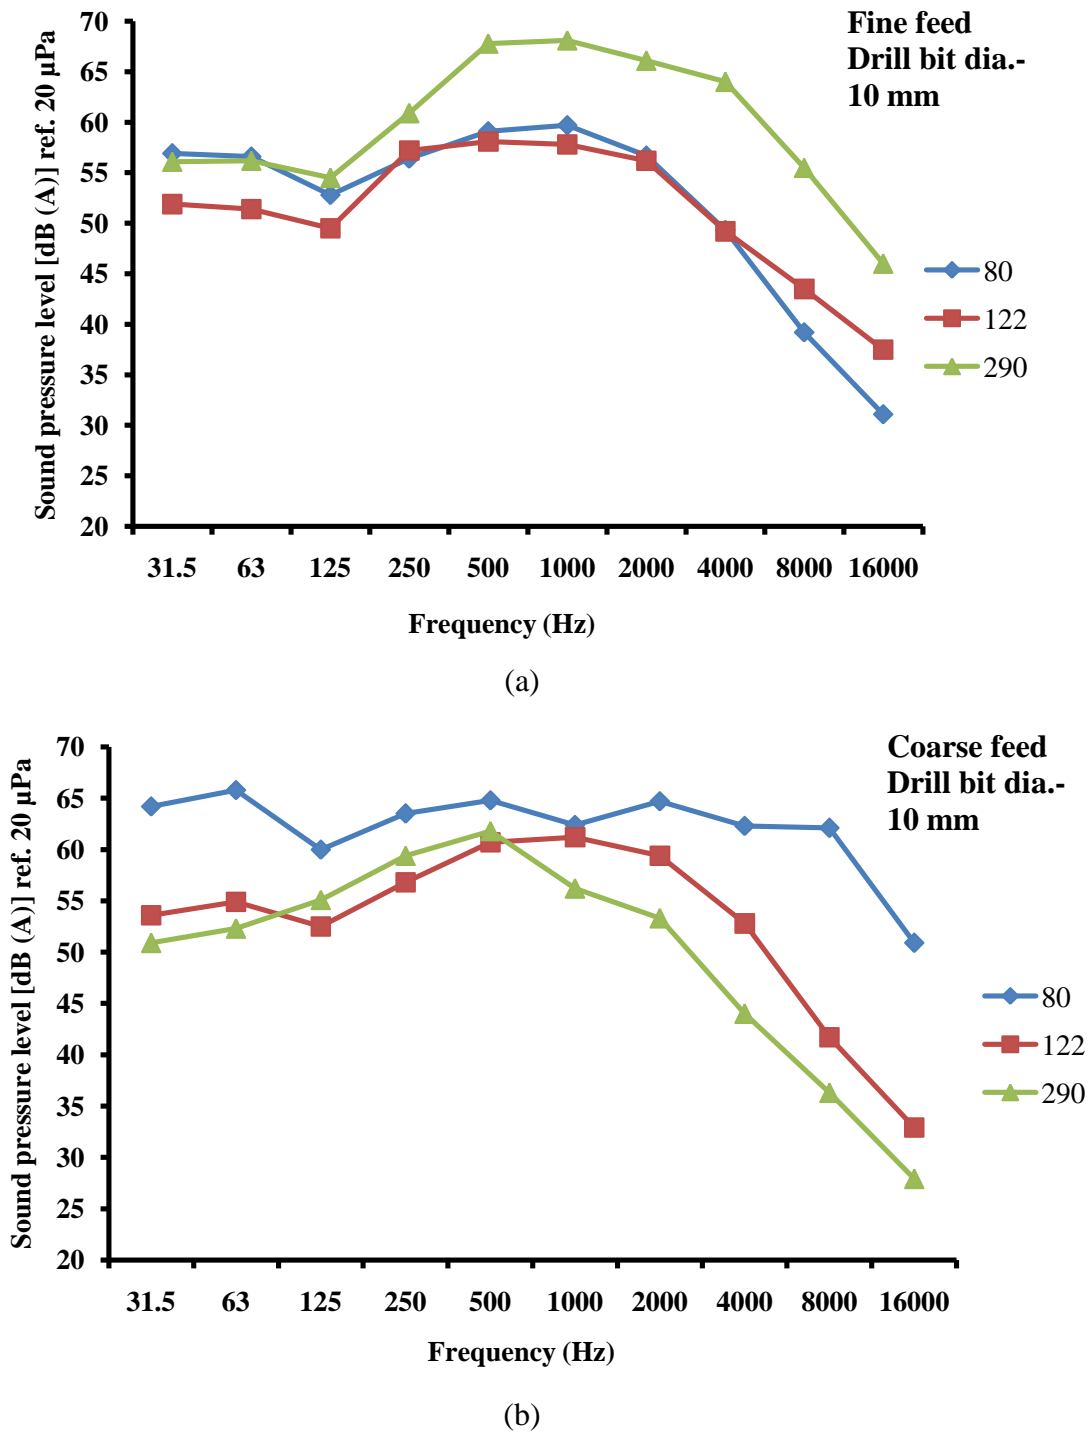 Fine feed
Drill bit dia.-
10 mm
Sound pressure level [dB (A)] ref. 20 µPa
70
65
60
55
50
45
40
35
30
25
20
31.5 63 125 250 500 1000 2000 4000 8000 16000
Frequency (Hz)
80
122
290
(a)
Coarse feed
Drill bit dia.-
10 mm
Sound pressure level [dB (A)] ref. 20 µPa
70
65
60
55
50
45
40
35
30
25
20
31.5 63 125 250 500 1000 2000 4000 8000 16000
Frequency (Hz)
80
122
290
(b)